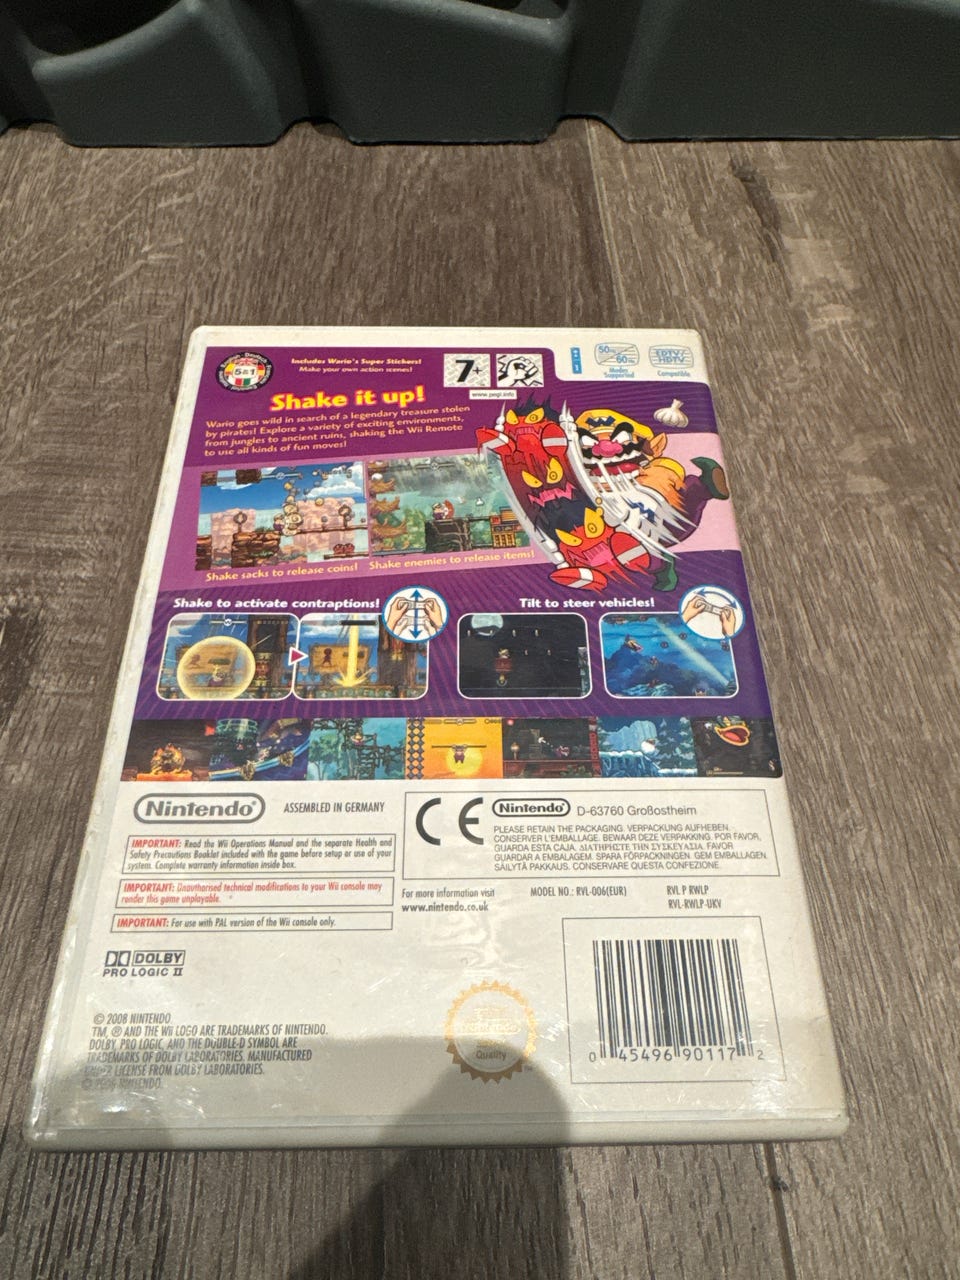 5 in 1
Includes Wario's Super Stickers!
Make your own action scenes!
7+
www.pegi.info
50Hz
60Hz
Modes
Supported
EDTV/
HDTV
Compatible
Shake it up!
Wario goes wild in search of a legendary treasure stolen
by pirates! Explore a variety of exciting environments,
from jungles to ancient ruins, shaking the Wii Remote
to use all kinds of fun moves!
Shake sacks to release coins!
Shake enemies to release items!
Shake to activate contraptions!
Tilt to steer vehicles!
Nintendo®
ASSEMBLED IN GERMANY
CE
Nintendo®
D-63760 Großostheim
PLEASE RETAIN THE PACKAGING. VERPACKUNG AUFHEBEN.
CONSERVER L'EMBALLAGE. BEWAAR DEZE VERPAKKING. POR FAVOR,
GUARDA ESTA CAJA. ΔΙΑΤΗΡΗΣΤΕ ΤΗΝ ΣΥΣΚΕΥΑΣΙΑ. FAVOR
GUARDAR A EMBALAGEM. SPARA FÖRPACKNINGEN. GEM EMBALLAGEN.
SÄILYTÄ PAKKAUS. CONSERVARE QUESTA CONFEZIONE.
IMPORTANT: Read the Wii Operations Manual and the separate Health and
Safety Precautions Booklet included with the game before setup or use of your
system. Complete warranty information inside box.
IMPORTANT: Unauthorised technical modifications to your Wii console may
render this game unplayable.
IMPORTANT: For use with PAL version of the Wii console only.
For more information visit
www.nintendo.co.uk
MODEL NO.: RVL-006(EUR)
RVL P RWLP
RVL-RWLP-UKV
DOLBY
PRO LOGIC II
© 2008 NINTENDO.
TM, ® AND THE Wii LOGO ARE TRADEMARKS OF NINTENDO.
DOLBY, PRO LOGIC, AND THE DOUBLE-D SYMBOL ARE
TRADEMARKS OF DOLBY LABORATORIES. MANUFACTURED
UNDER LICENSE FROM DOLBY LABORATORIES.
© 2006 NINTENDO.
Quality
0 45496 90117 2